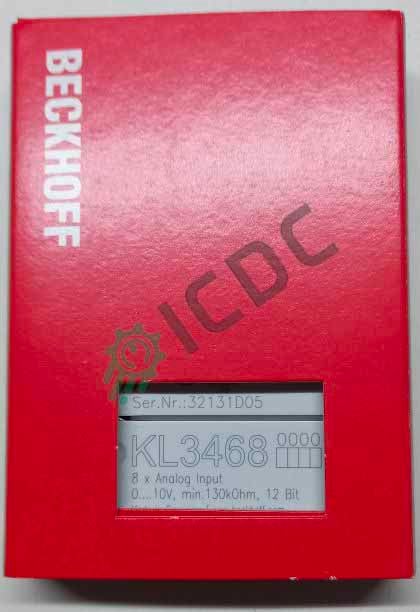 BECKHOFF
ICDC
Ser.Nr.:32131D05
KL3468 0000
8 x Analog Input
0....10V, min.130kOhm, 12 Bit